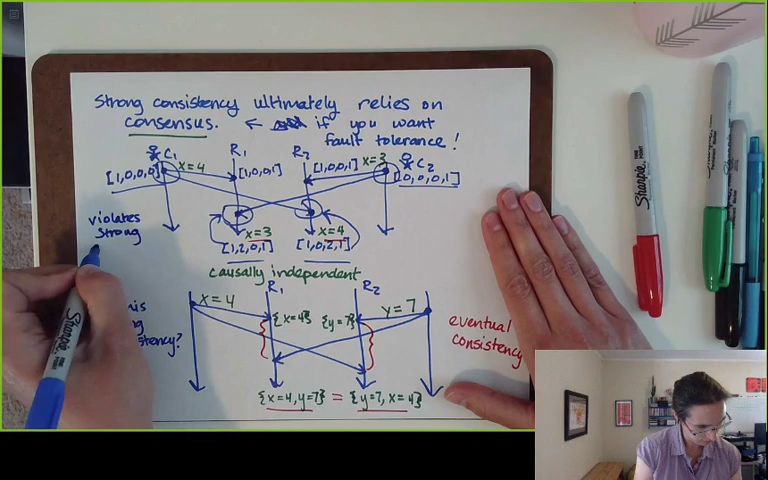 Strong consistency ultimately relies on
consensus. ← if you want
fault tolerance!
C₁ R₁ R₂ C₂
x=4 x=3
[1,0,0,0] [1,0,0,1] [1,0,0,1] [0,0,0,1]
violates
strong
x=3 x=4
[1,2,0,1] [1,0,2,1]
causally independent
R₁ R₂
x=4 y=7
{x=4} {y=7}
eventual
consistency
{x=4,y=7} = {y=7,x=4}
Sharpie
Sharpie
Sharpie